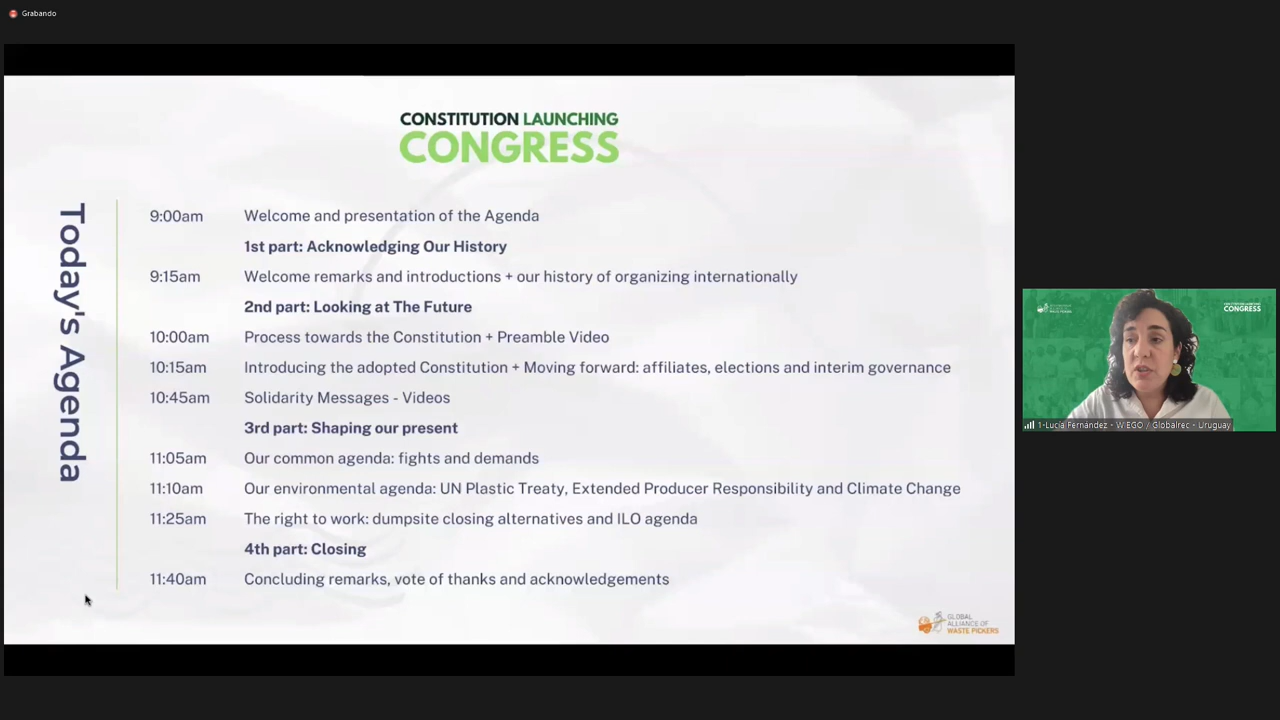 Grabando
CONSTITUTION LAUNCHING
CONGRESS
Today's Agenda
9:00am Welcome and presentation of the Agenda
1st part: Acknowledging Our History
9:15am Welcome remarks and introductions + our history of organizing internationally
2nd part: Looking at The Future
10:00am Process towards the Constitution + Preamble Video
10:15am Introducing the adopted Constitution + Moving forward: affiliates, elections and interim governance
10:45am Solidarity Messages - Videos
3rd part: Shaping our present
11:05am Our common agenda: fights and demands
11:10am Our environmental agenda: UN Plastic Treaty, Extended Producer Responsibility and Climate Change
11:25am The right to work: dumpsite closing alternatives and ILO agenda
4th part: Closing
11:40am Concluding remarks, vote of thanks and acknowledgements
GLOBAL
ALLIANCE OF
WASTE PICKERS
CONGRESS
1-Lucía Fernández - WIEGO / Globalrec - Uruguay